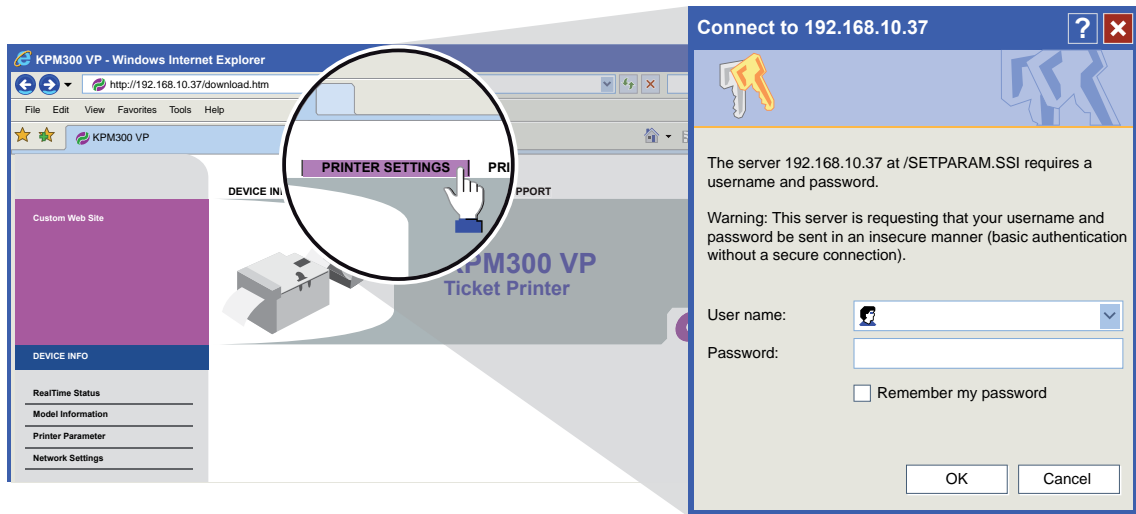 KPM300 VP - Windows Internet Explorer
http://192.168.10.37/download.htm
File Edit View Favorites Tools Help
KPM300 VP
PRINTER SETTINGS PRI
DEVICE IN PPORT
Custom Web Site
KPM300 VP
Ticket Printer
DEVICE INFO
RealTime Status
Model Information
Printer Parameter
Network Settings
Connect to 192.168.10.37
?
The server 192.168.10.37 at /SETPARAM.SSI requires a
username and password.
Warning: This server is requesting that your username and
password be sent in an insecure manner (basic authentication
without a secure connection).
User name:
Password:
Remember my password
OK Cancel